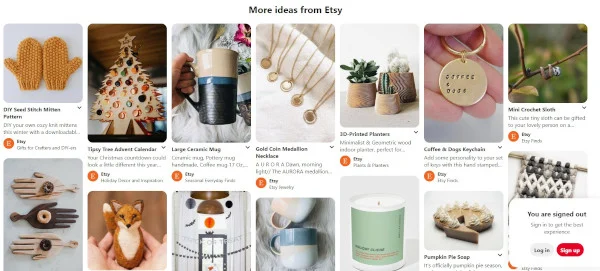 More ideas from Etsy
DIY Seed Stitch Mitten
Pattern
DIY your own cozy knit mittens
this winter with a downloadabl...
Etsy
Gifts for Crafters and DIY-ers
Tipsy Tree Advent Calendar
Your Christmas countdown could
look a little different this year...
Etsy
Holiday Decor and Inspiration
Large Ceramic Mug
Ceramic mug, Pottery mug
handmade, Coffee mug 17 Oz, ...
Etsy
Seasonal Everyday Finds
Gold Coin Medallion
Necklace
A U R O R A Dawn, morning
light// The AURORA medallion...
Etsy
Etsy Jewelry
3D-Printed Planters
Minimalist & Geometric wood
indoor planter, perfect for...
Etsy
Plants & Planters
COFFEE
&
DOGS
Coffee & Dogs Keychain
Add some personality to your set
of keys with this hand stamped...
Etsy
Etsy Finds
Mini Crochet Sloth
This cute tiny sloth can be gifted
to your lovely person on a...
Etsy
Etsy Finds
Pumpkin Pie Soap
It's officially pumpkin pie season,
Etsy Finds
You are signed out
Sign in to get the best
experience
Log in
Sign up